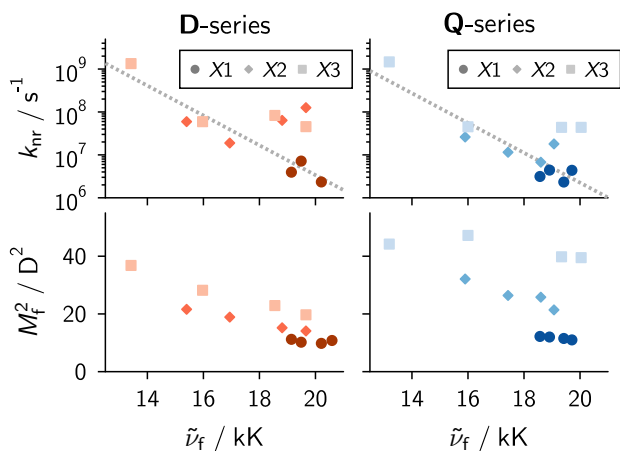 D-series
Q-series
X1 X2 X3
X1 X2 X3
k_nr / s^-1
10^9
10^8
10^7
10^6
M_f^2 / D^2
40
20
0
14 16 18 20
14 16 18 20
ν̃_f / kK
ν̃_f / kK